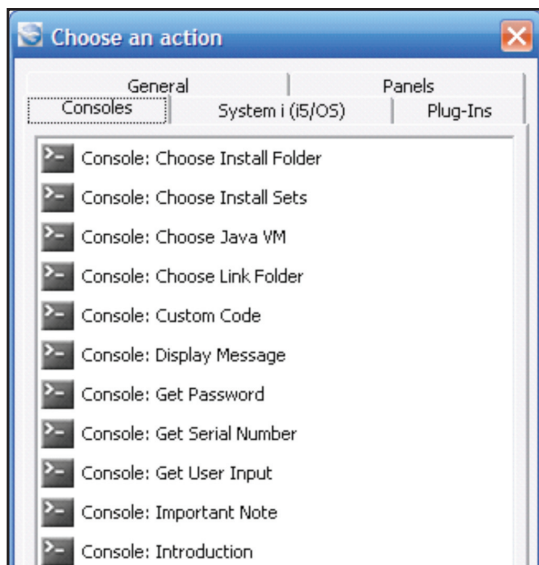 Choose an action
General Panels
Consoles System i (i5/OS) Plug-Ins
Console: Choose Install Folder
Console: Choose Install Sets
Console: Choose Java VM
Console: Choose Link Folder
Console: Custom Code
Console: Display Message
Console: Get Password
Console: Get Serial Number
Console: Get User Input
Console: Important Note
Console: Introduction